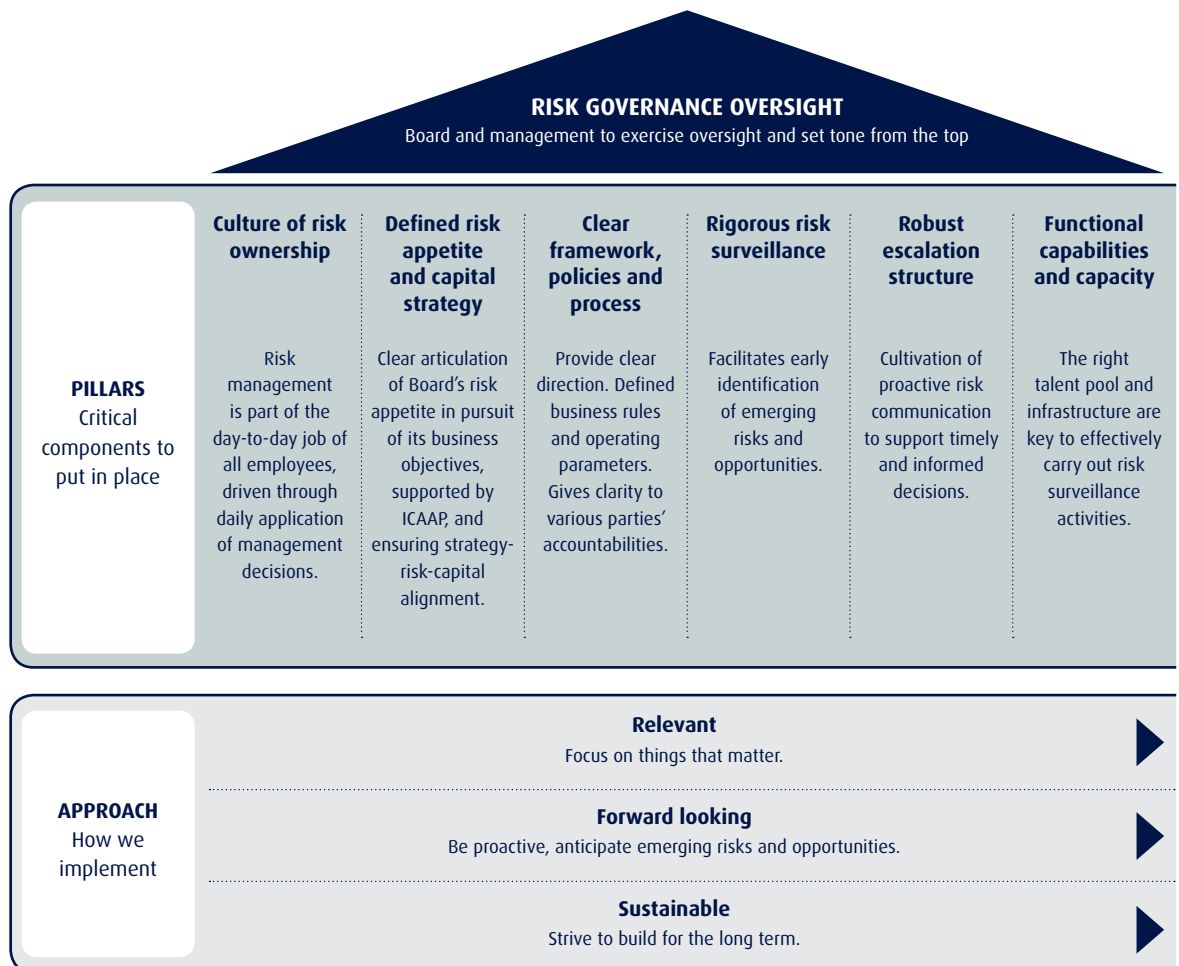 RISK GOVERNANCE OVERSIGHT
Board and management to exercise oversight and set tone from the top
PILLARS
Critical
components to
put in place
Culture of risk
ownership
Risk
management
is part of the
day-to-day job of
all employees,
driven through
daily application
of management
decisions.
Defined risk
appetite
and capital
strategy
Clear articulation
of Board’s risk
appetite in pursuit
of its business
objectives,
supported by
ICAAP, and
ensuring strategy-
risk-capital
alignment.
Clear
framework,
policies and
process
Provide clear
direction. Defined
business rules
and operating
parameters.
Gives clarity to
various parties’
accountabilities.
Rigorous risk
surveillance
Facilitates early
identification
of emerging
risks and
opportunities.
Robust
escalation
structure
Cultivation of
proactive risk
communication
to support timely
and informed
decisions.
Functional
capabilities
and capacity
The right
talent pool and
infrastructure are
key to effectively
carry out risk
surveillance
activities.
APPROACH
How we
implement
Relevant
Focus on things that matter.
Forward looking
Be proactive, anticipate emerging risks and opportunities.
Sustainable
Strive to build for the long term.